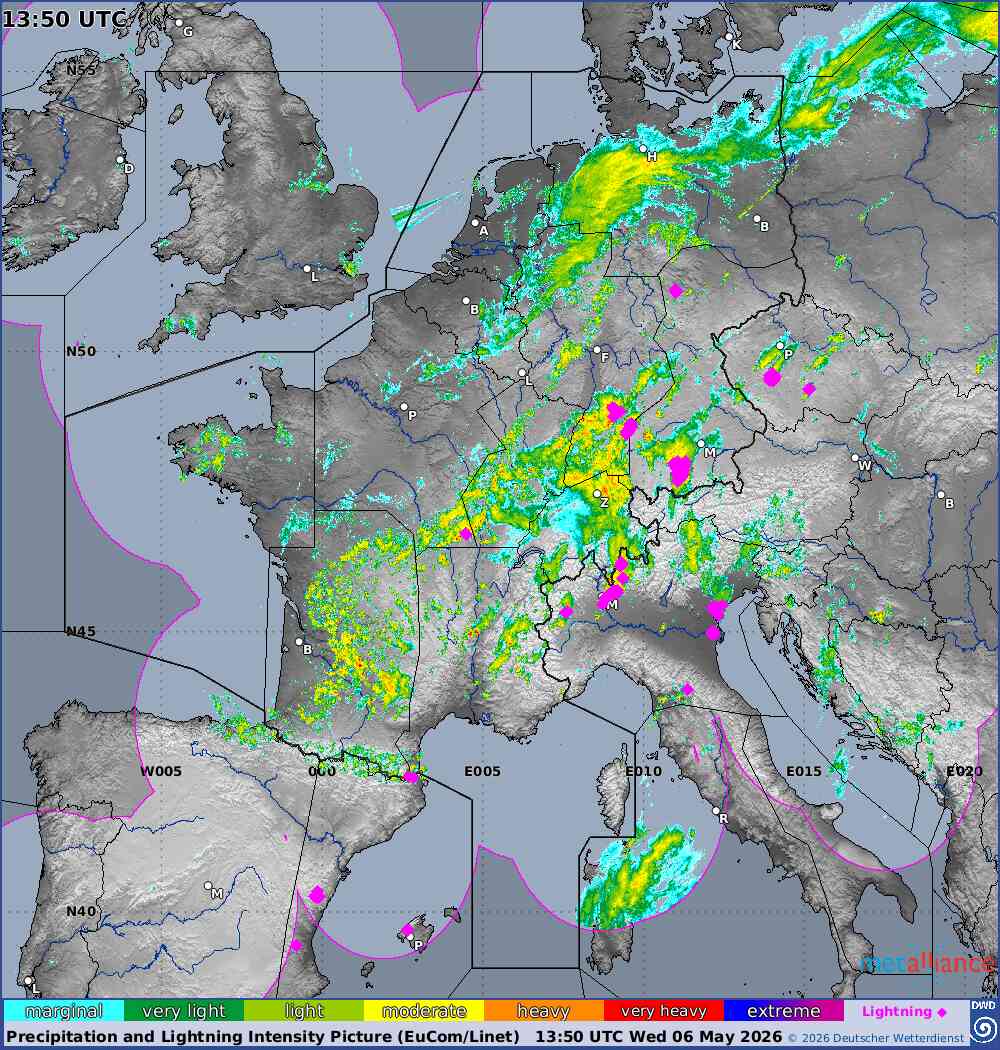 13:50 UTC
G
K
N55
D
H
A
B
L
B
N50
P
F
L
P
M
W
B
Z
M
N45
B
W005
000
E005
E010
E015
E020
R
M
N40
P
L
metalliance
marginal
very light
light
moderate
heavy
very heavy
extreme
Lightning
DWD
Precipitation and Lightning Intensity Picture (EuCom/Linet) 13:50 UTC Wed 06 May 2026 © 2026 Deutscher Wetterdienst